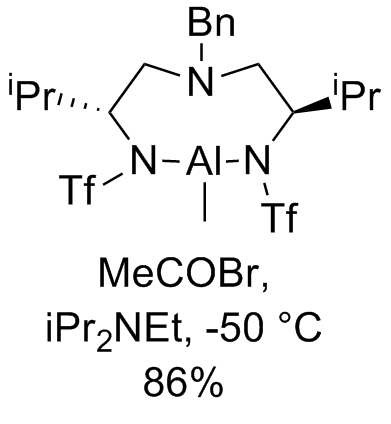 Bn
N
ⁱPr ⁱPr
N Al N
Tf Tf
MeCOBr,
iPr₂NEt, -50 °C
86%